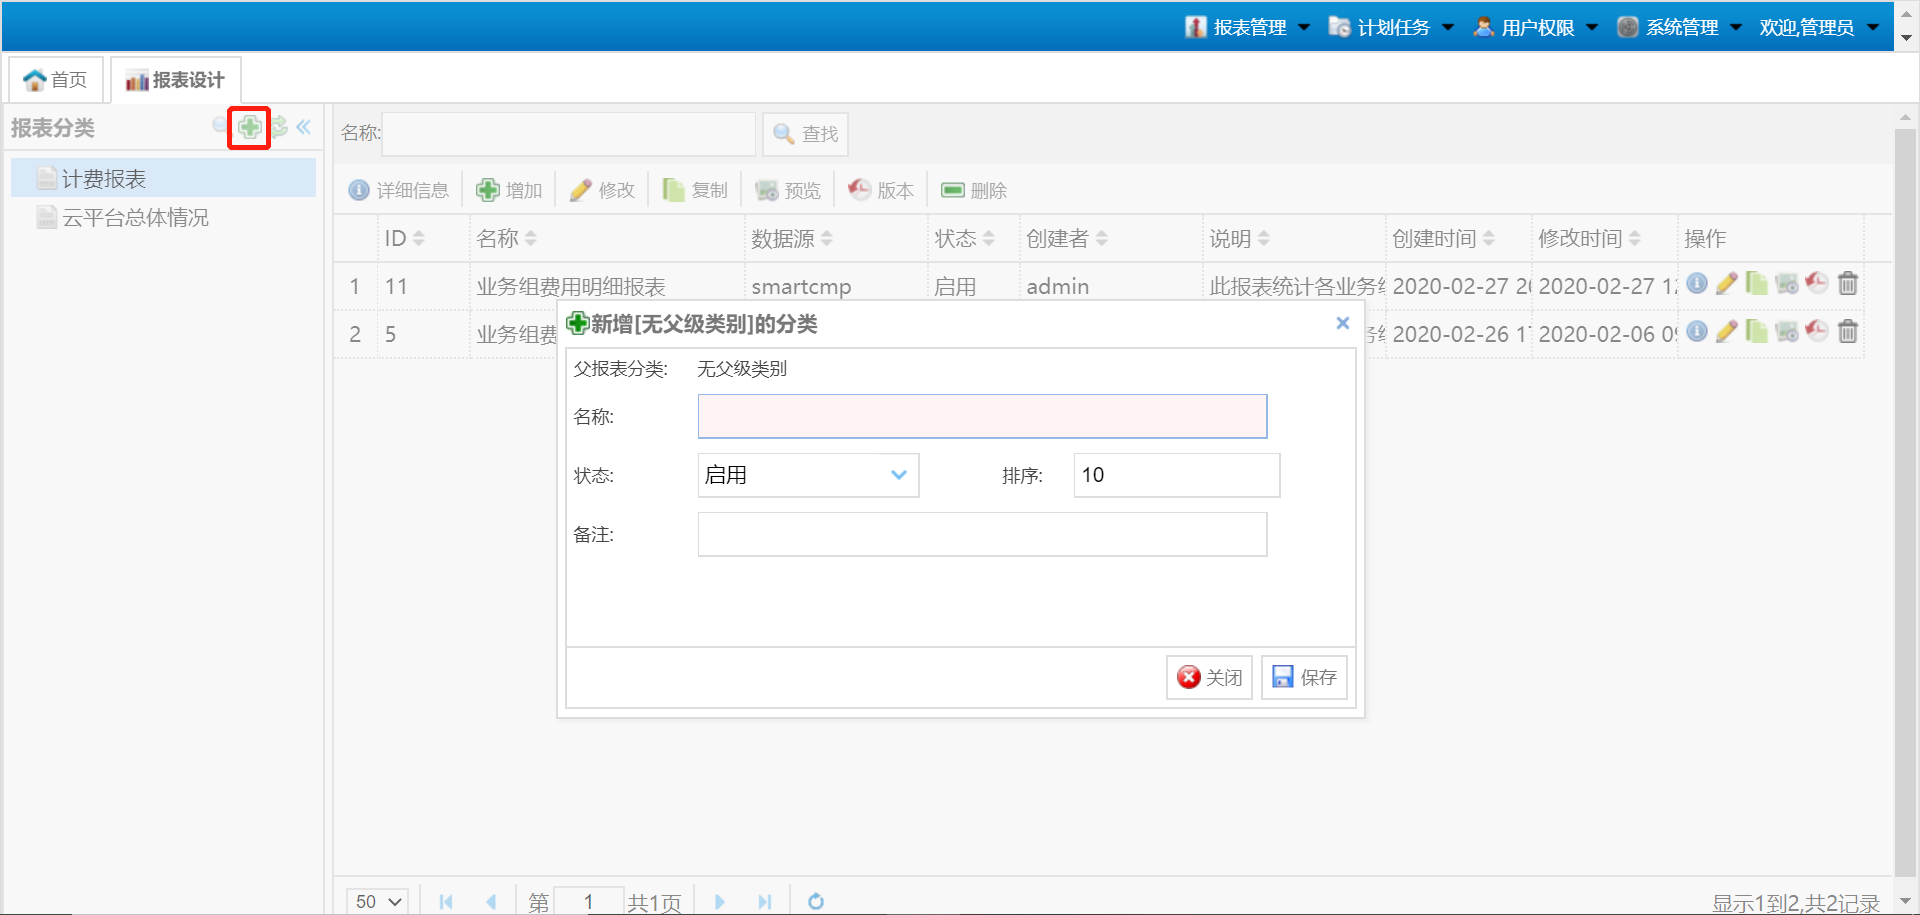 报表管理 计划任务 用户权限 系统管理 欢迎,管理员
首页 报表设计
报表分类
计费报表
云平台总体情况
名称: 查找
详细信息 增加 修改 复制 预览 版本 删除
ID 名称 数据源 状态 创建者 说明 创建时间 修改时间 操作
1 11 业务组费用明细报表 smartcmp 启用 admin 此报表统计各业务 2020-02-27 2 2020-02-27 1
2 5 业务组费 2020-02-26 1 2020-02-06 0
新增[无父级类别]的分类
父报表分类: 无父级类别
名称:
状态: 启用 排序: 10
备注:
关闭 保存
50 第 1 共1页 显示1到2,共2记录